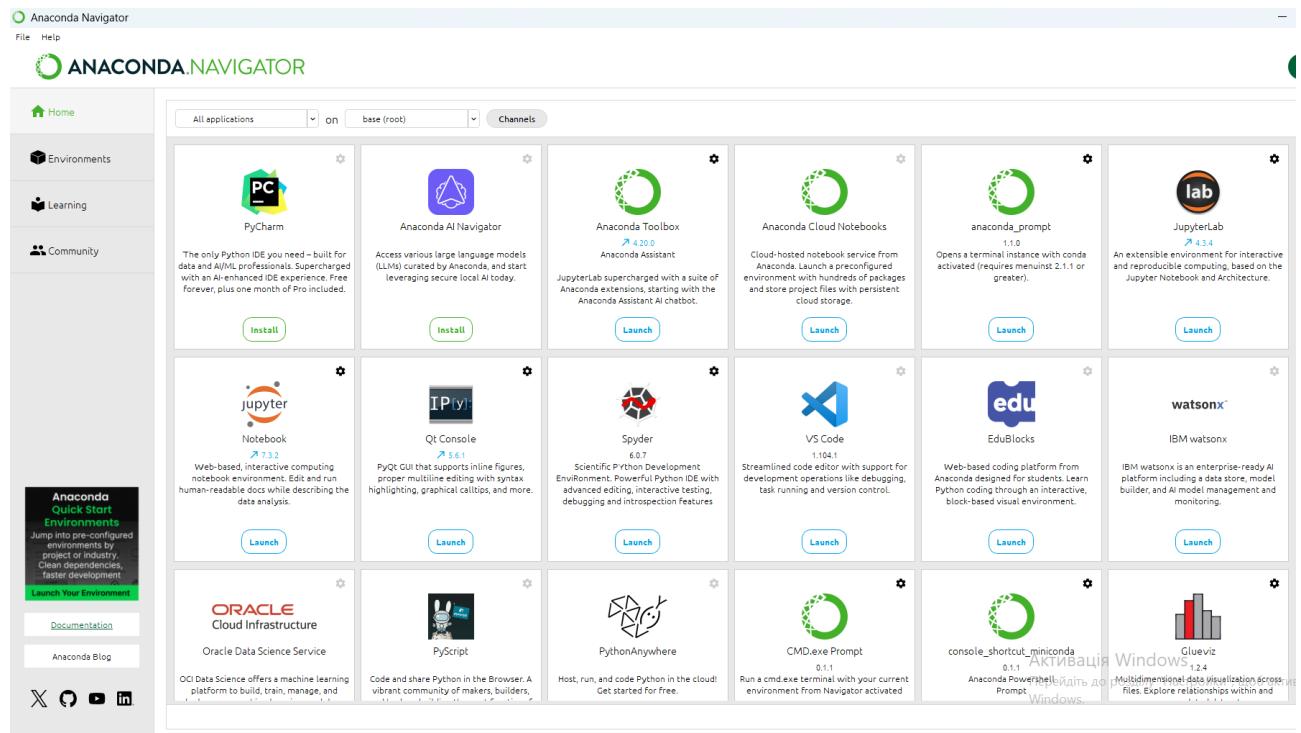 Anaconda Navigator
File Help
ANACONDA.NAVIGATOR
Home
Environments
Learning
Community
Anaconda
Quick Start
Environments
Jump into pre-configured
environments by
project or industry.
Clean dependencies,
faster development
Launch Your Environment
Documentation
Anaconda Blog
All applications on base (root) Channels
PC
PyCharm
"The only Python IDE you need – built for
data and AI/ML professionals. Supercharged
with an AI-enhanced IDE experience. Free
forever, plus one month of Pro included.
Install
Anaconda AI Navigator
Access various large language models
(LLMs) curated by Anaconda, and start
leveraging secure local AI today.
Install
Anaconda Toolbox
4.20.0
Anaconda Assistant
JupyterLab supercharged with a suite of
Anaconda extensions, starting with the
Anaconda Assistant AI chatbot.
Launch
Anaconda Cloud Notebooks
Cloud-hosted notebook service from
Anaconda. Launch a preconfigured
environment with hundreds of packages
and store project files with persistent
cloud storage.
Launch
anaconda_prompt
1.1.0
Opens a terminal instance with conda
activated (requires menuinst 2.1.1 or
greater).
Launch
lab
JupyterLab
4.3.4
An extensible environment for interactive
and reproducible computing, based on the
Jupyter Notebook and Architecture.
Launch
jupyter
Notebook
7.3.2
Web-based, interactive computing
notebook environment. Edit and run
human-readable docs while describing the
data analysis.
Launch
IP[y]:
Qt Console
5.6.1
PyQt GUI that supports inline figures,
proper multiline editing with syntax
highlighting, graphical calltips, and more.
Launch
Spyder
6.0.7
Scientific PYthon Development
EnviRonment. Powerful Python IDE with
advanced editing, interactive testing,
debugging and introspection features
Launch
VS Code
1.104.1
Streamlined code editor with support for
development operations like debugging,
task running and version control.
Launch
edu
EduBlocks
Web-based coding platform from
Anaconda designed for students. Learn
Python coding through an interactive,
block-based visual environment.
Launch
watsonx
IBM watsonx
IBM watsonx is an enterprise-ready AI
platform including a data store, model
builder, and AI model management and
monitoring.
Launch
ORACLE
Cloud Infrastructure
Oracle Data Science Service
OCI Data Science offers a machine learning
platform to build, train, manage, and
PyScript
Code and share Python in the Browser. A
vibrant community of makers, builders,
PythonAnywhere
Host, run, and code Python in the cloud!
Get started for free.
CMD.exe Prompt
0.1.1
Run a cmd.exe terminal with your current
environment from Navigator activated
console_shortcut_miniconda
0.1.1
Anaconda Powershell
Prompt
Glueviz
1.2.4
Multidimensional data visualization across
files. Explore relationships within and
Активація Windows
Перейдіть до розділу
Windows.